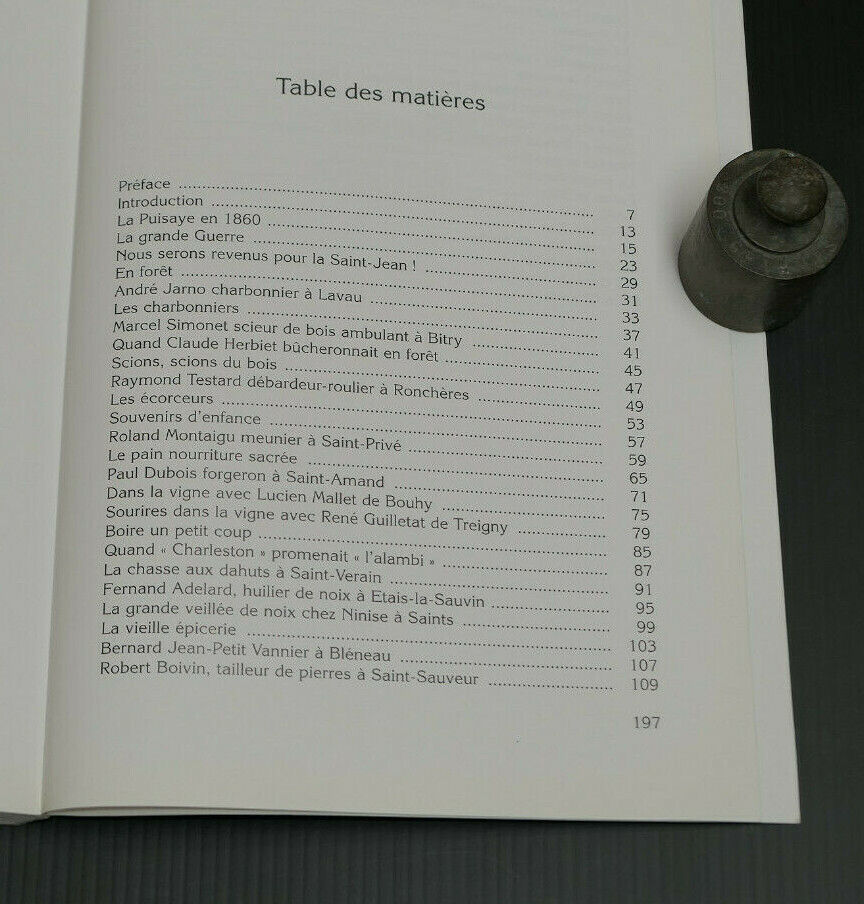 Table des matières
Préface ........ 7
Introduction ........ 13
La Puisaye en 1860 ........ 15
La grande Guerre ........ 23
Nous serons revenus pour la Saint-Jean ! ........ 29
En forêt ........ 31
André Jarno charbonnier à Lavau ........ 33
Les charbonniers ........ 37
Marcel Simonet scieur de bois ambulant à Bitry ........ 41
Quand Claude Herbiet bûcheronnait en forêt ........ 45
Scions, scions du bois ........ 47
Raymond Testard débardeur-roulier à Ronchères ........ 49
Les écorceurs ........ 53
Souvenirs d'enfance ........ 57
Roland Montaigu meunier à Saint-Privé ........ 59
Le pain nourriture sacrée ........ 65
Paul Dubois forgeron à Saint-Amand ........ 71
Dans la vigne avec Lucien Mallet de Bouhy ........ 75
Sourires dans la vigne avec René Guilletat de Treigny ........ 79
Boire un petit coup ........ 85
Quand « Charleston » promenait « l'alambi » ........ 87
La chasse aux dahuts à Saint-Verain ........ 91
Fernand Adelard, huilier de noix à Etais-la-Sauvin ........ 95
La grande veillée de noix chez Ninise à Saints ........ 99
La vieille épicerie ........ 103
Bernard Jean-Petit Vannier à Bléneau ........ 107
Robert Boivin, tailleur de pierres à Saint-Sauveur ........ 109
197